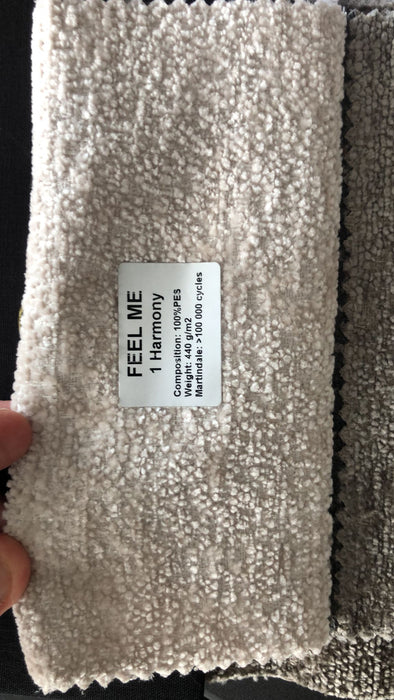 FEEL ME
1 Harmony
Composition: 100%PES
Weight: 440 g/m2
Martindale: >100 000 cycles